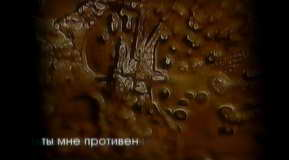 ты мне противен